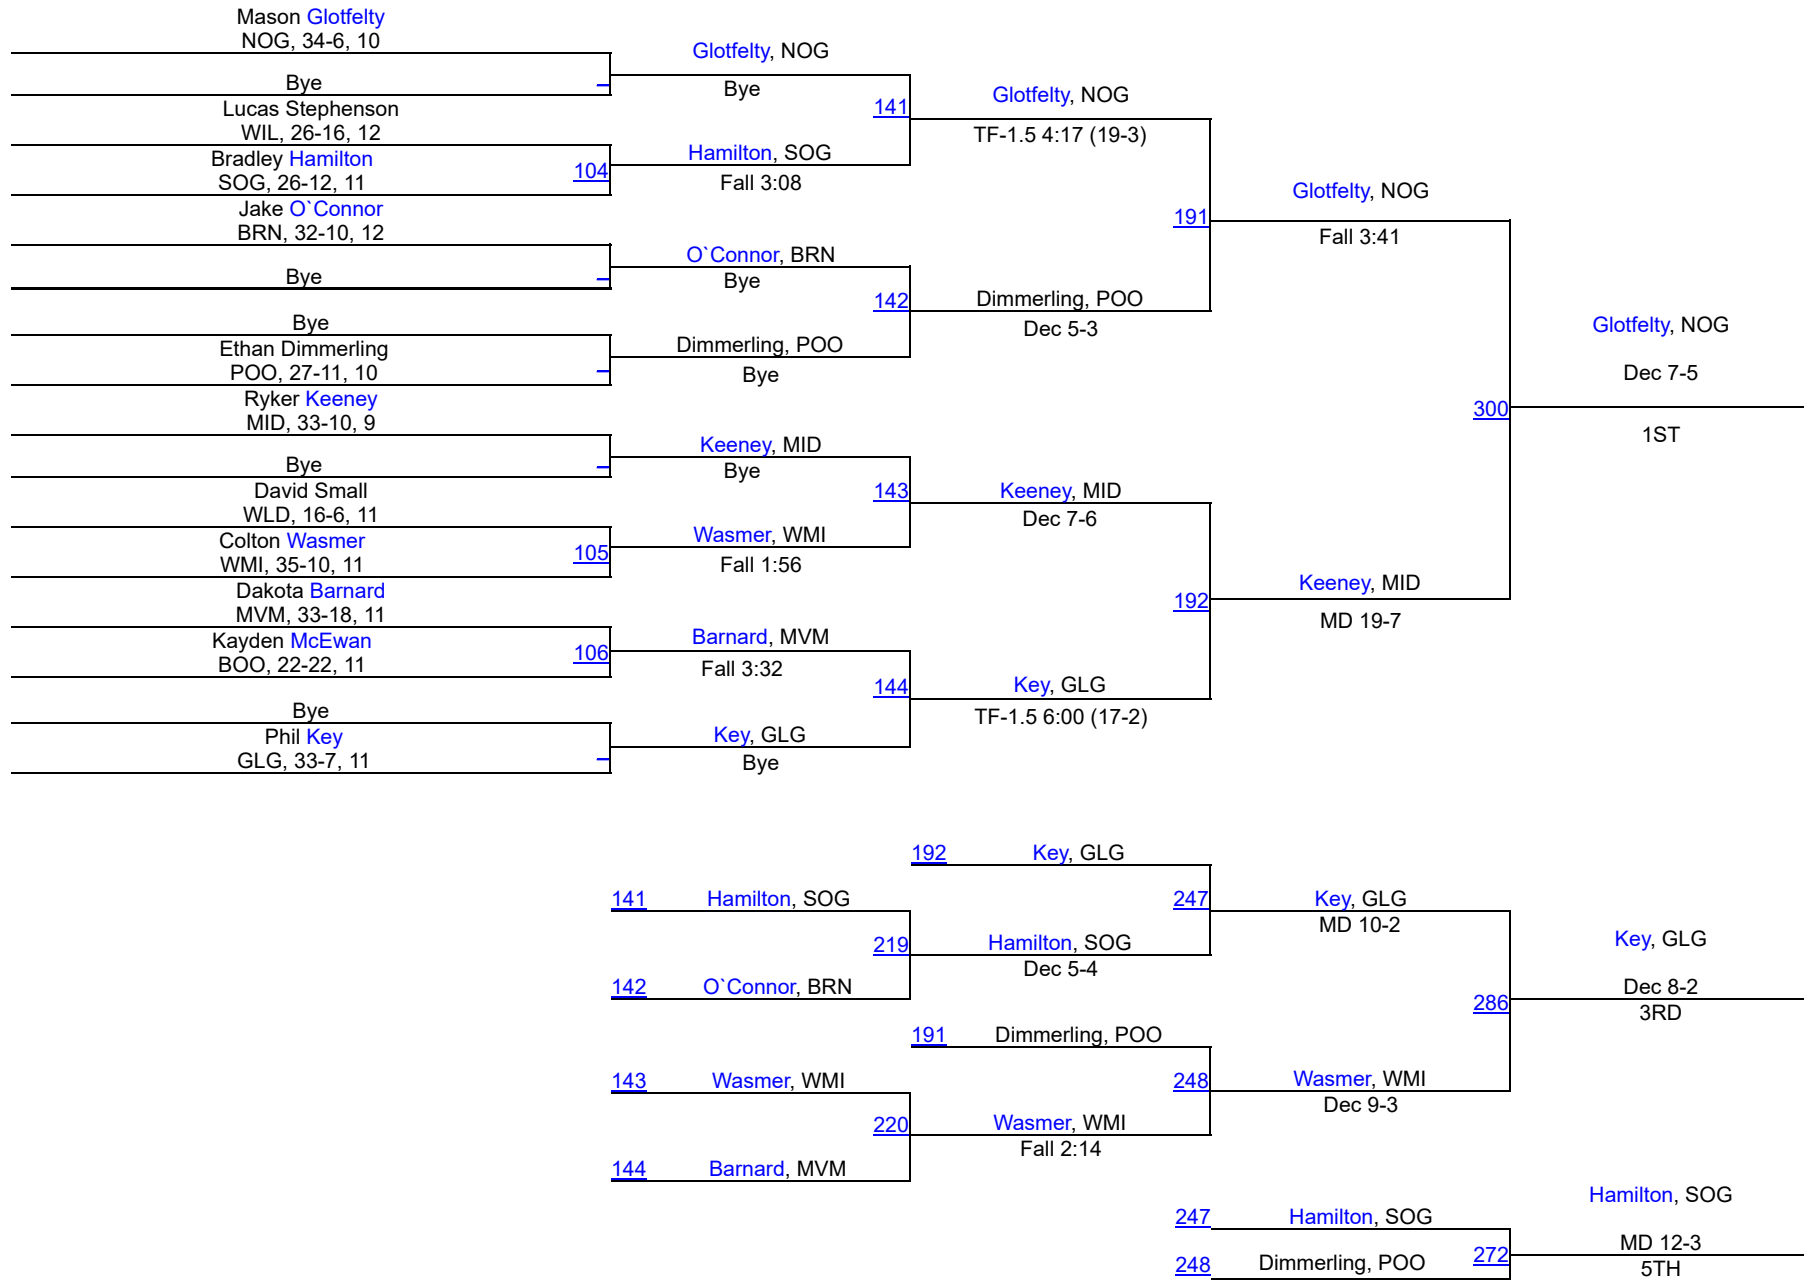 Mason Glotfelty
NOG, 34-6, 10
Bye
Lucas Stephenson
WIL, 26-16, 12
Bradley Hamilton
SOG, 26-12, 11
104
Jake O`Connor
BRN, 32-10, 12
Bye
Bye
Ethan Dimmerling
POO, 27-11, 10
Ryker Keeney
MID, 33-10, 9
Bye
David Small
WLD, 16-6, 11
Colton Wasmer
WMI, 35-10, 11
105
Dakota Barnard
MVM, 33-18, 11
Kayden McEwan
BOO, 22-22, 11
106
Bye
Phil Key
GLG, 33-7, 11
Glotfelty, NOG
Bye
141
Hamilton, SOG
Fall 3:08
O`Connor, BRN
Bye
142
Dimmerling, POO
Bye
Keeney, MID
Bye
143
Wasmer, WMI
Fall 1:56
Barnard, MVM
Fall 3:32
144
Key, GLG
Bye
Glotfelty, NOG
TF-1.5 4:17 (19-3)
191
Dimmerling, POO
Dec 5-3
Keeney, MID
Dec 7-6
192
Key, GLG
TF-1.5 6:00 (17-2)
Glotfelty, NOG
Fall 3:41
300
Keeney, MID
MD 19-7
Glotfelty, NOG
Dec 7-5
1ST
192 Key, GLG
141 Hamilton, SOG
219
142 O`Connor, BRN
Hamilton, SOG
Dec 5-4
247
191 Dimmerling, POO
143 Wasmer, WMI
220
144 Barnard, MVM
Wasmer, WMI
Fall 2:14
248
Key, GLG
MD 10-2
286
Wasmer, WMI
Dec 9-3
Key, GLG
Dec 8-2
3RD
247 Hamilton, SOG
248 Dimmerling, POO
272
Hamilton, SOG
MD 12-3
5TH